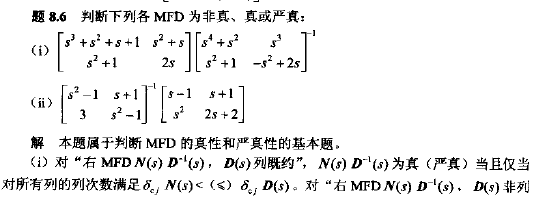 题 8.6 判断下列各 MFD 为非真、真或严真：
(i) [s³+s²+s+1 s²+s; s²+1 2s] [s⁴+s² s³; s²+1 -s²+2s]⁻¹
(ii) [s²-1 s+1; 3 s²-1]⁻¹ [s-1 s+1; s² 2s+2]
解 本题属于判断 MFD 的真性和严真性的基本题。
(i) 对“右 MFD N(s) D⁻¹(s)，D(s) 列既约”，N(s) D⁻¹(s) 为真（严真）当且仅当
对所有列的列次数满足 δcj N(s)<(≤) δcj D(s)。对“右 MFD N(s) D⁻¹(s)、D(s) 非列